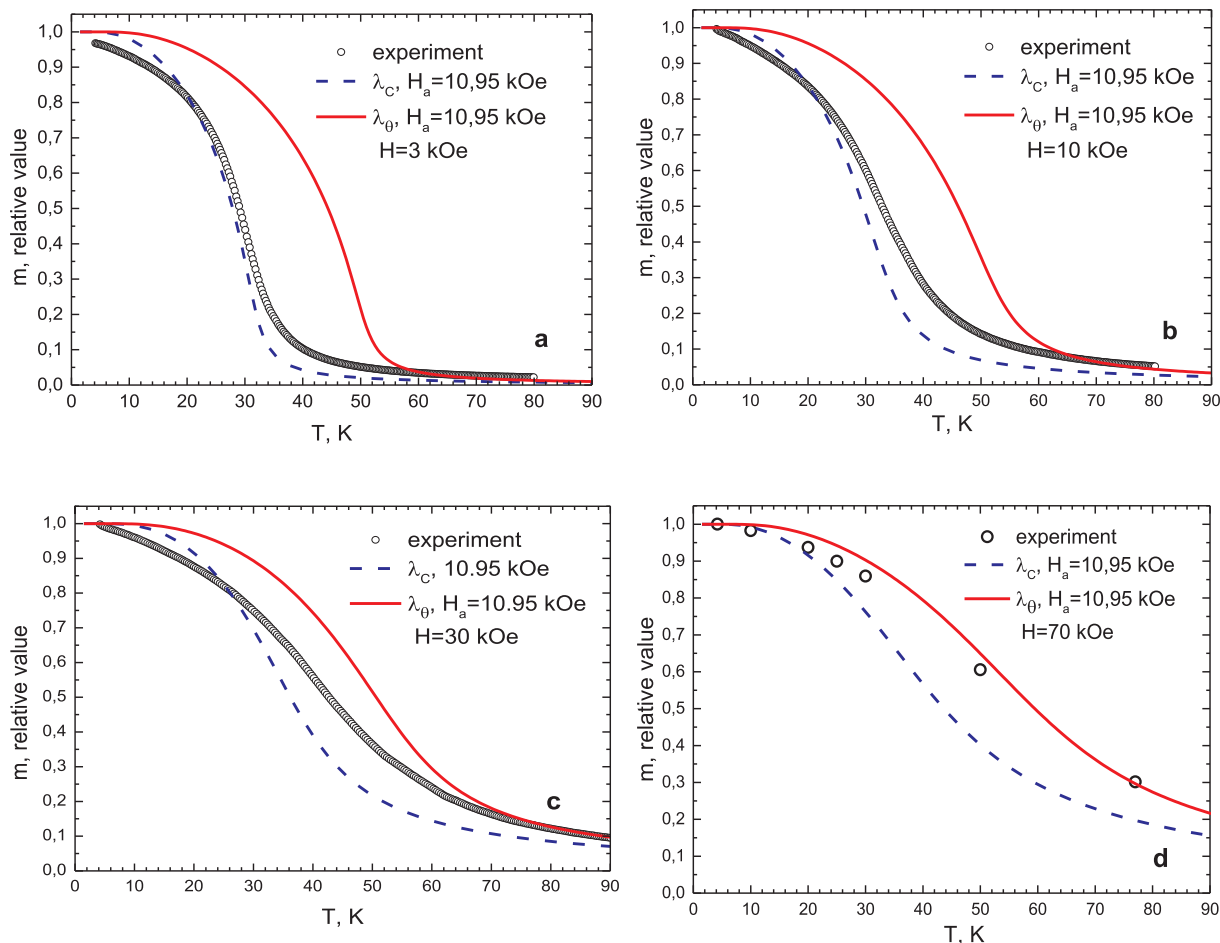 1,0
0,9
0,8
0,7
0,6
0,5
0,4
0,3
0,2
0,1
0,0
m, relative value
experiment
λC, Ha=10,95 kOe
λθ, Ha=10,95 kOe
H=3 kOe
a
0 10 20 30 40 50 60 70 80 90
T, K
1,0
0,9
0,8
0,7
0,6
0,5
0,4
0,3
0,2
0,1
0,0
m, relative value
experiment
λC, Ha=10,95 kOe
λθ, Ha=10,95 kOe
H=10 kOe
b
0 10 20 30 40 50 60 70 80 90
T, K
1,0
0,9
0,8
0,7
0,6
0,5
0,4
0,3
0,2
0,1
0,0
m, relative value
experiment
λC, 10.95 kOe
λθ, Ha=10.95 kOe
H=30 kOe
c
0 10 20 30 40 50 60 70 80 90
T, K
1,0
0,9
0,8
0,7
0,6
0,5
0,4
0,3
0,2
0,1
0,0
m, relative value
experiment
λC, Ha=10,95 kOe
λθ, Ha=10,95 kOe
H=70 kOe
d
0 10 20 30 40 50 60 70 80 90
T, K